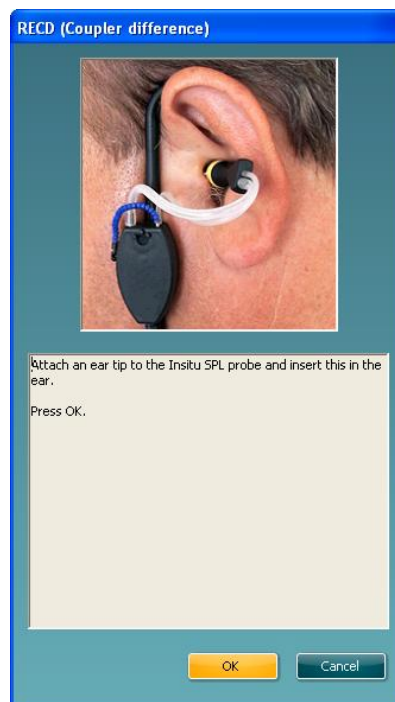 RECD (Coupler difference)
Attach an ear tip to the Insitu SPL probe and insert this in the
ear.
Press OK.
OK
Cancel